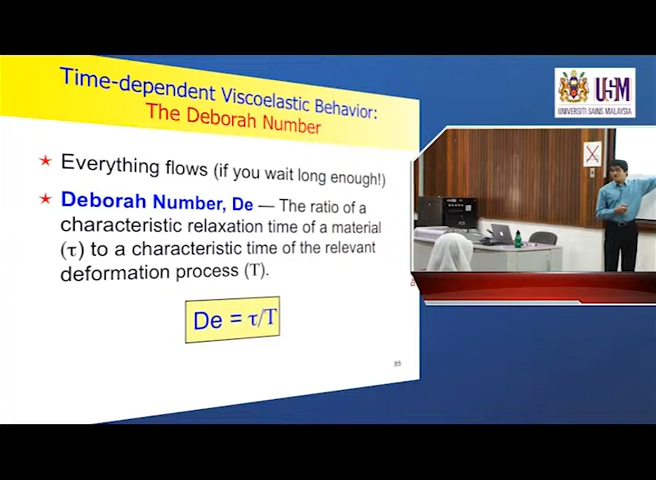 Time-dependent Viscoelastic Behavior:
The Deborah Number
Everything flows (if you wait long enough!)
Deborah Number, De — The ratio of a
characteristic relaxation time of a material
(τ) to a characteristic time of the relevant
deformation process (T).
De = τ/T
USM
UNIVERSITI SAINS MALAYSIA